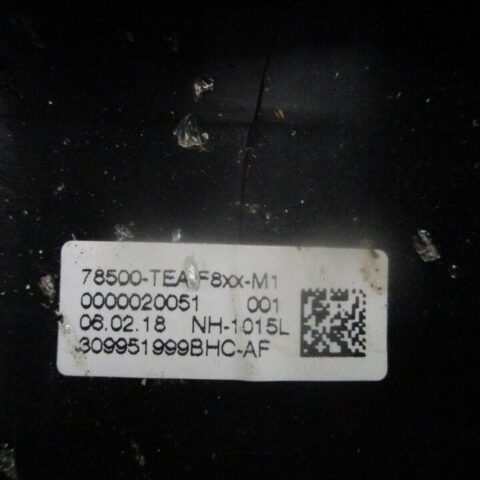 78500-TEA-F8xx-M1
0000020051 001
06.02.18 NH-1015L
309951999BHC-AF